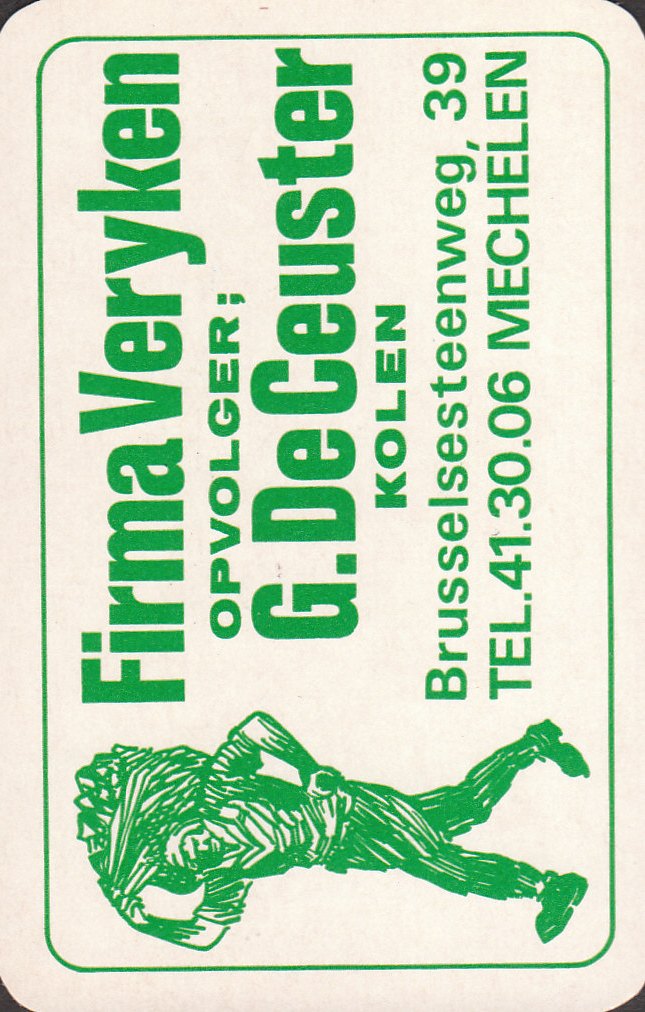 Firma Veryken
OPVOLGER;
G. De Ceuster
KOLEN
Brusselsesteenweg, 39
TEL. 41.30.06 MECHELEN